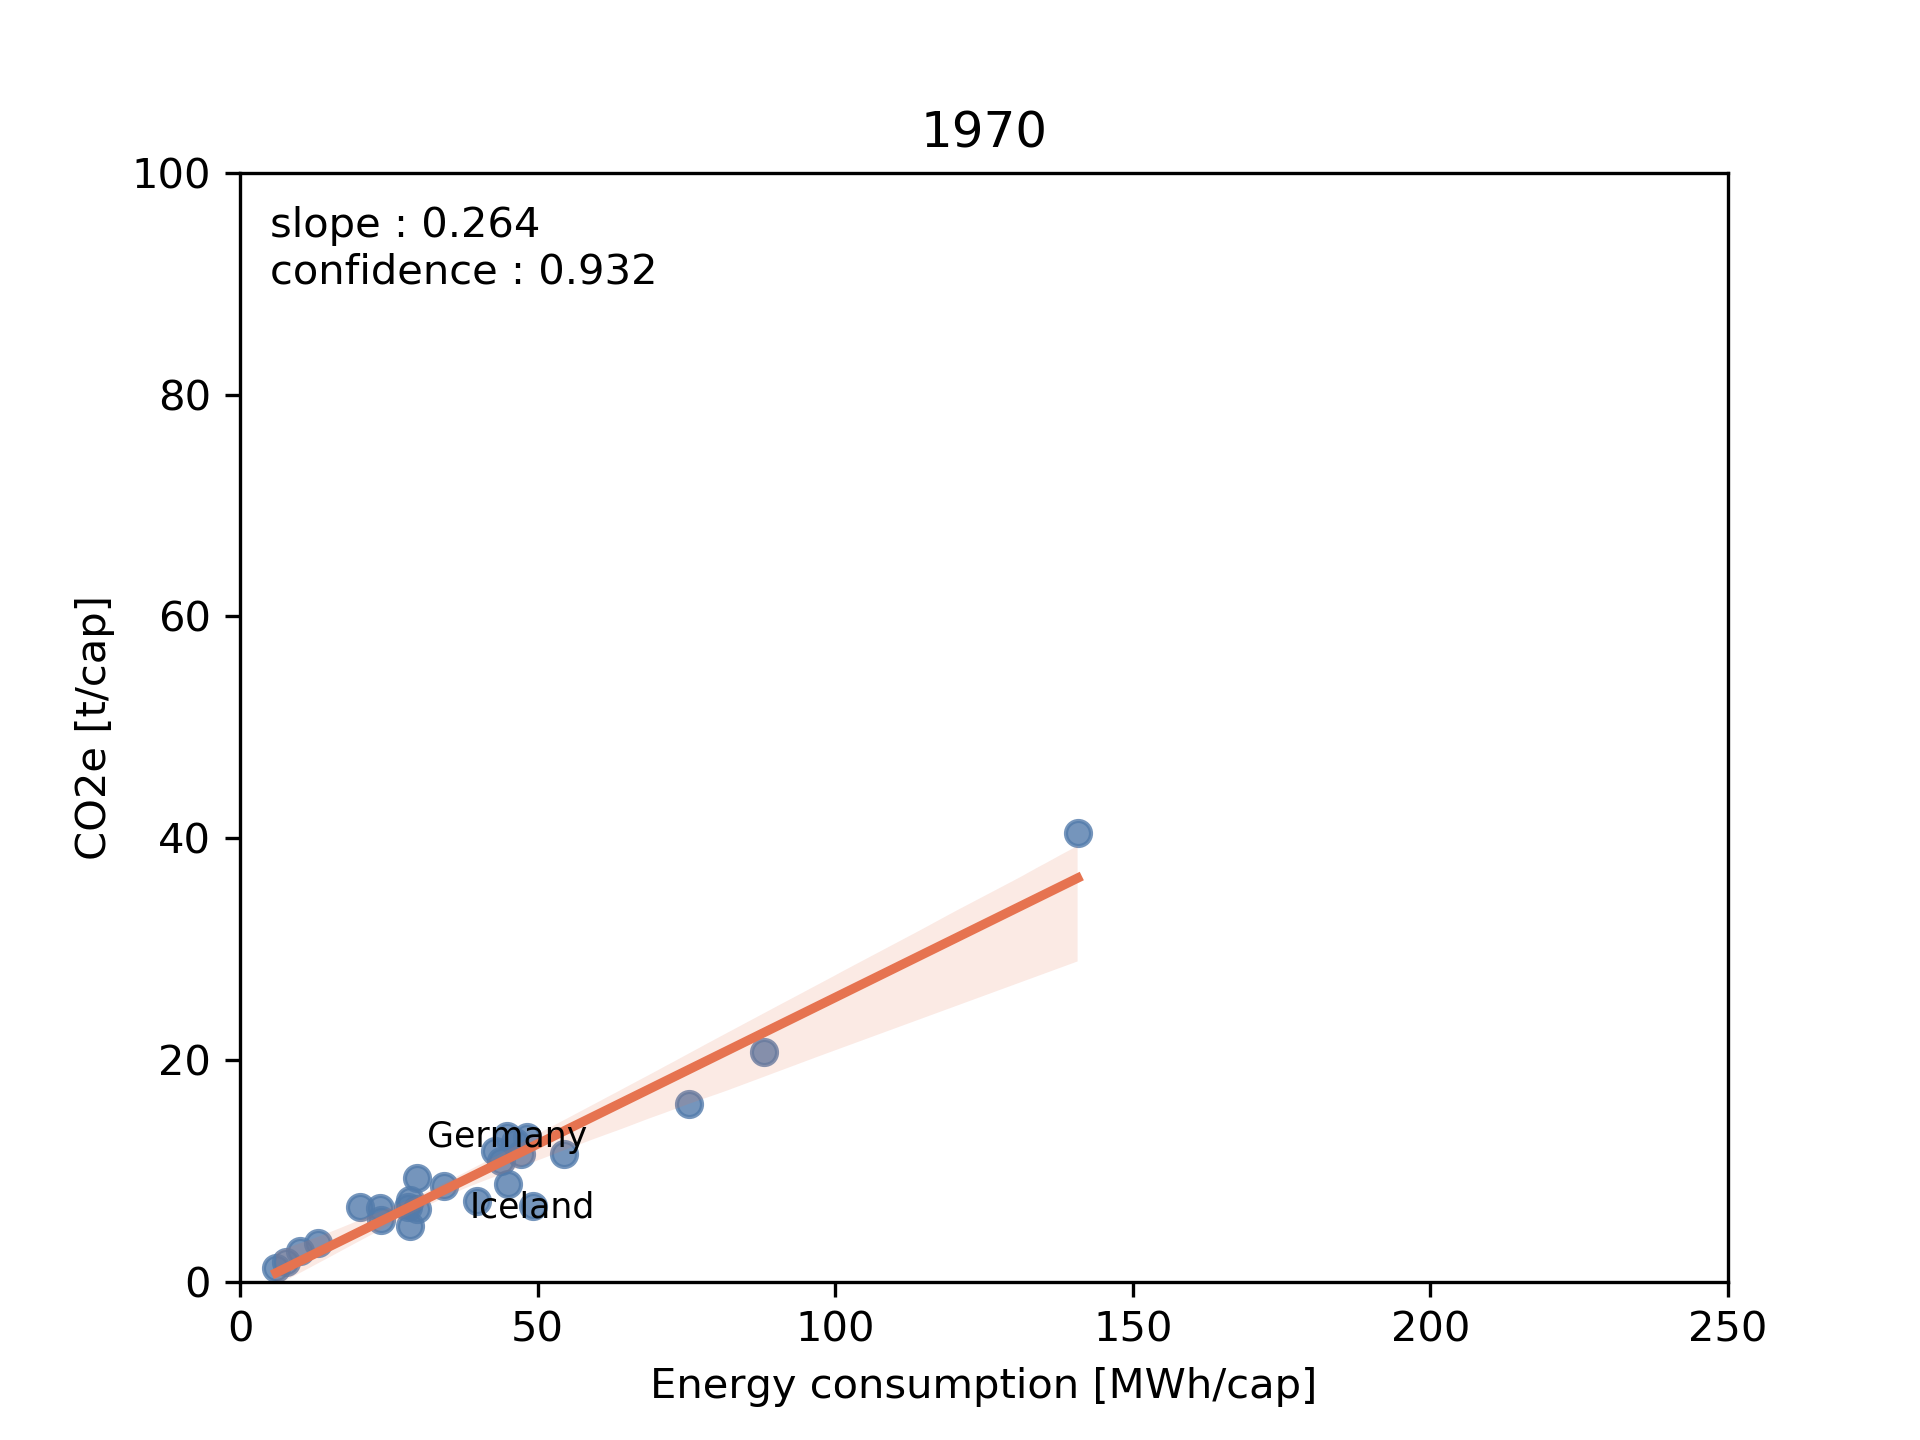 1970
100
slope : 0.264
confidence : 0.932
80
60
40
20
0
CO2e [t/cap]
Germany
Iceland
0 50 100 150 200 250
Energy consumption [MWh/cap]